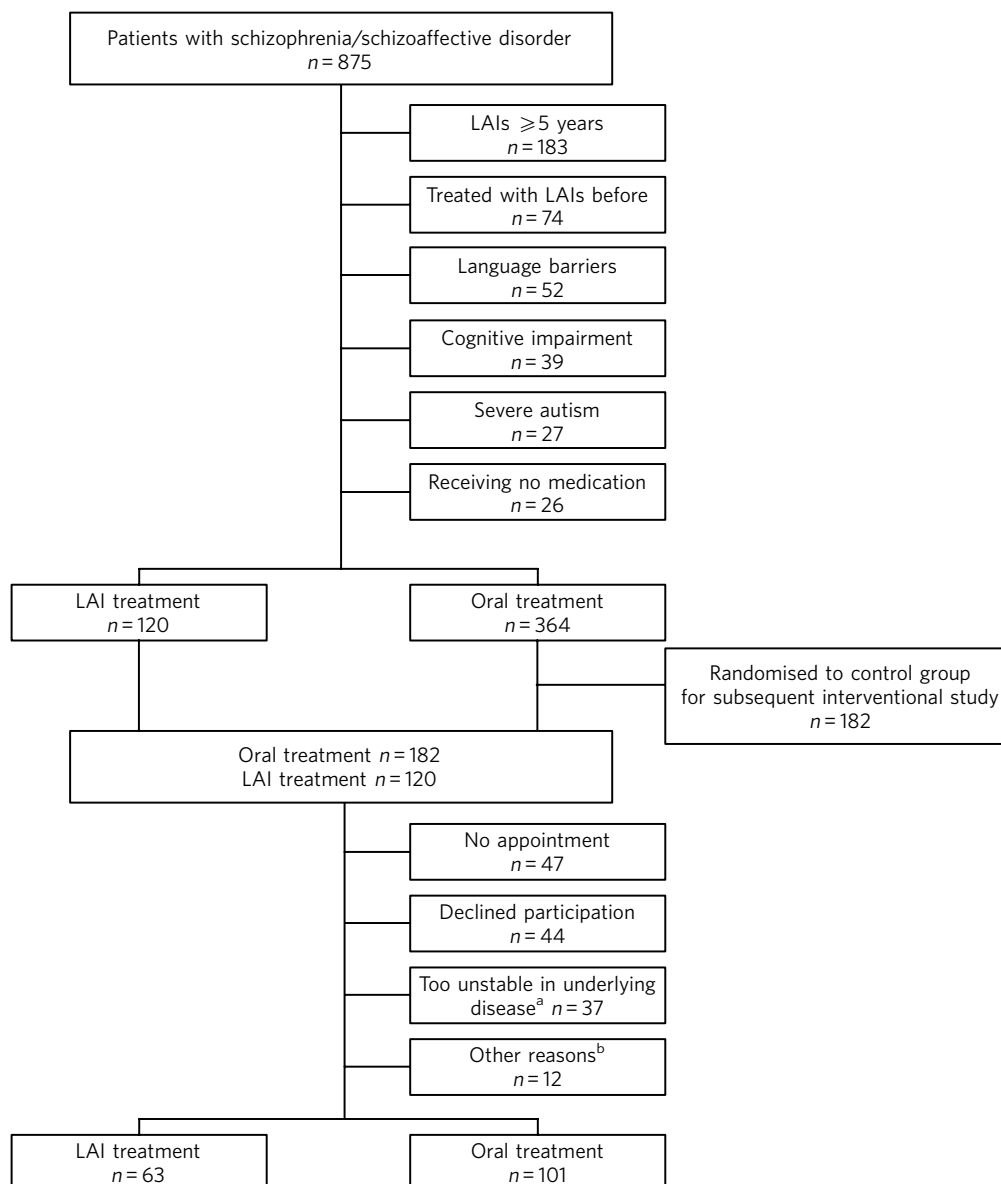 Patients with schizophrenia/schizoaffective disorder
n = 875
LAIs ⩾5 years
n = 183
Treated with LAIs before
n = 74
Language barriers
n = 52
Cognitive impairment
n = 39
Severe autism
n = 27
Receiving no medication
n = 26
LAI treatment
n = 120
Oral treatment
n = 364
Randomised to control group
for subsequent interventional study
n = 182
Oral treatment n = 182
LAI treatment n = 120
No appointment
n = 47
Declined participation
n = 44
Too unstable in underlying
diseaseᵃ n = 37
Other reasonsᵇ
n = 12
LAI treatment
n = 63
Oral treatment
n = 101